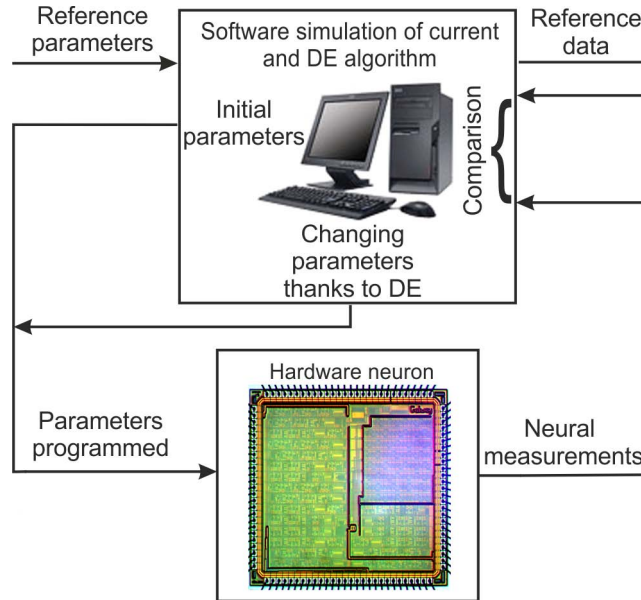 Reference
parameters
Software simulation of current
and DE algorithm
Reference
data
Initial
parameters
Comparison
Changing
parameters
thanks to DE
Hardware neuron
Galway
Parameters
programmed
Neural
measurements